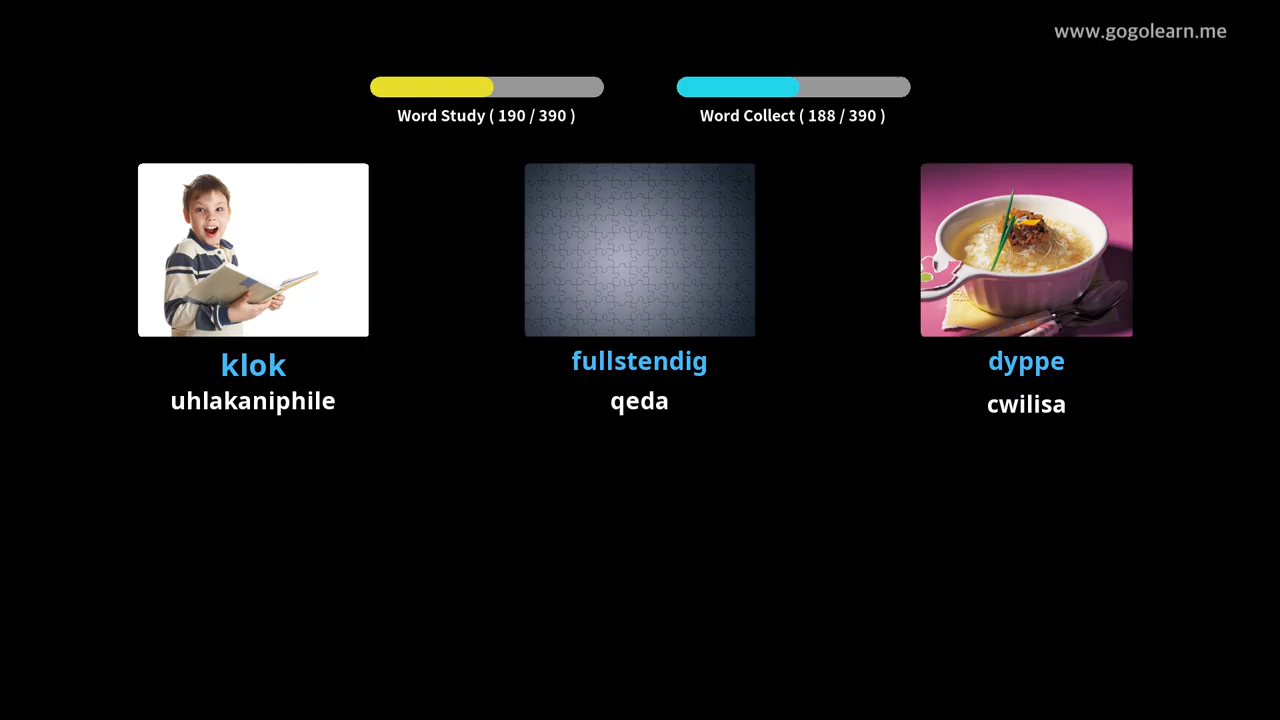 www.gogolearn.me
Word Study ( 190 / 390 )
Word Collect ( 188 / 390 )
klok
uhlakaniphile
fullstendig
qeda
dyppe
cwilisa